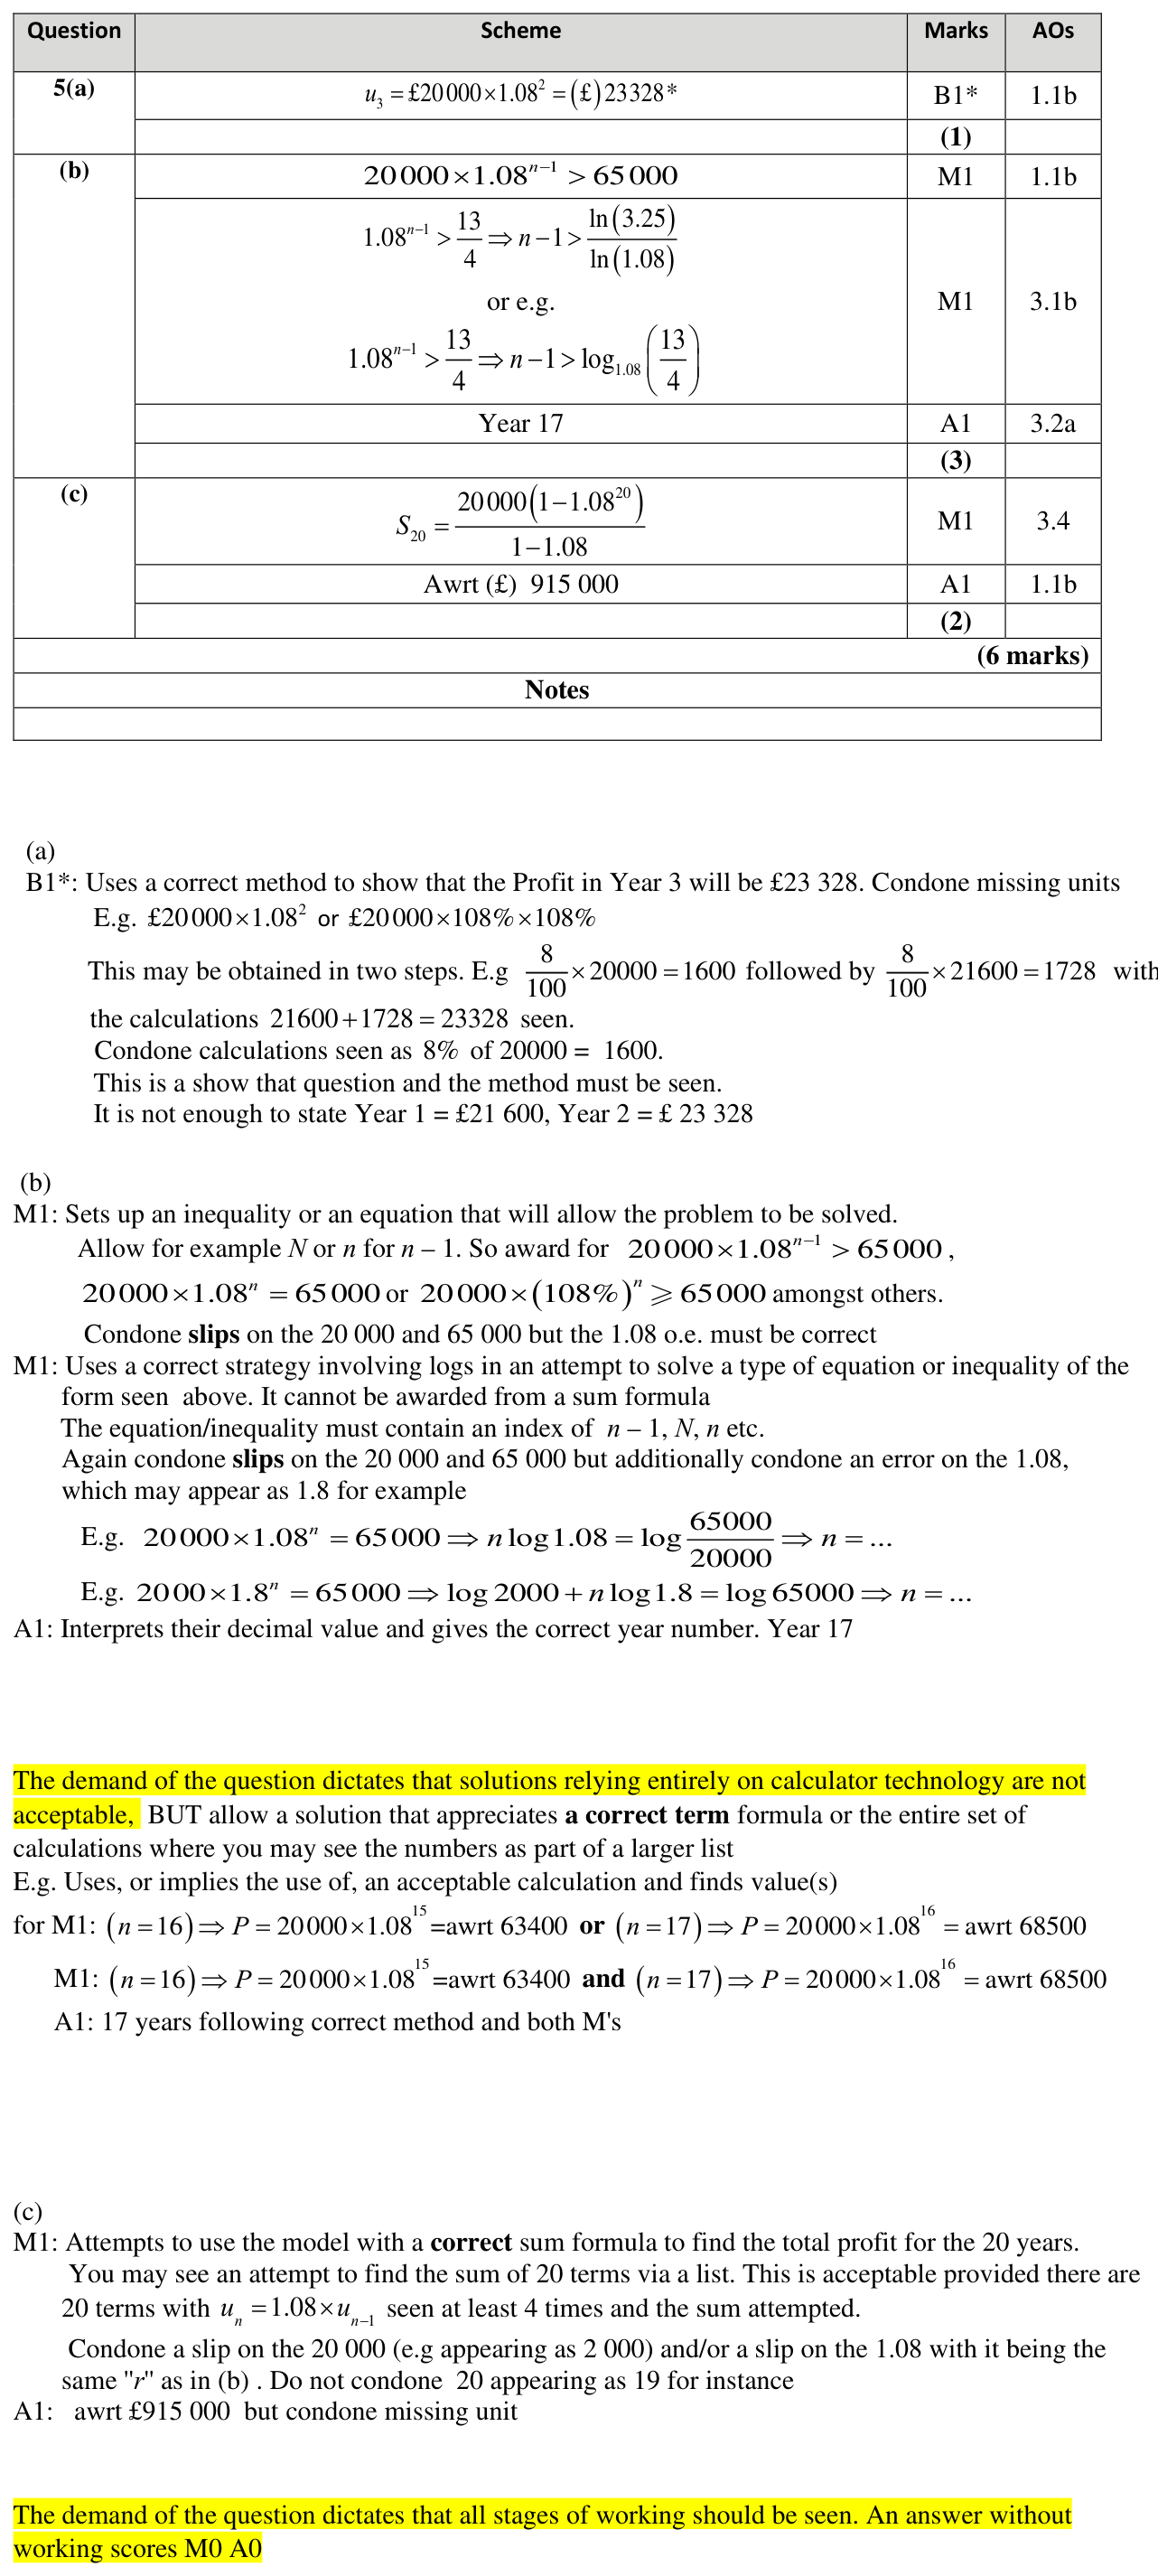 Question Scheme Marks AOs
5(a) u₃ = £20000×1.08² = (£)23328* B1* 1.1b
(1)
(b) 20000×1.08ⁿ⁻¹ > 65000 M1 1.1b
1.08ⁿ⁻¹ > 13/4 ⇒ n−1 > ln(3.25)/ln(1.08)
or e.g. M1 3.1b
1.08ⁿ⁻¹ > 13/4 ⇒ n−1 > log₁.₀₈(13/4)
Year 17 A1 3.2a
(3)
(c) S₂₀ = 20000(1−1.08²⁰)/(1−1.08) M1 3.4
Awrt (£) 915 000 A1 1.1b
(2)
(6 marks)
Notes
(a)
B1*: Uses a correct method to show that the Profit in Year 3 will be £23 328. Condone missing units
E.g. £20000×1.08² or £20000×108%×108%
This may be obtained in two steps. E.g 8/100 ×20000 = 1600 followed by 8/100 ×21600 = 1728 with
the calculations 21600+1728 = 23328 seen.
Condone calculations seen as 8% of 20000 = 1600.
This is a show that question and the method must be seen.
It is not enough to state Year 1 = £21 600, Year 2 = £ 23 328
(b)
M1: Sets up an inequality or an equation that will allow the problem to be solved.
Allow for example N or n for n – 1. So award for 20000×1.08ⁿ⁻¹ > 65000,
20000×1.08ⁿ = 65000 or 20000×(108%)ⁿ ⩾ 65000 amongst others.
Condone slips on the 20 000 and 65 000 but the 1.08 o.e. must be correct
M1: Uses a correct strategy involving logs in an attempt to solve a type of equation or inequality of the
form seen above. It cannot be awarded from a sum formula
The equation/inequality must contain an index of n – 1, N, n etc.
Again condone slips on the 20 000 and 65 000 but additionally condone an error on the 1.08,
which may appear as 1.8 for example
E.g. 20000×1.08ⁿ = 65000 ⇒ n log1.08 = log 65000/20000 ⇒ n = ...
E.g. 2000×1.8ⁿ = 65000 ⇒ log 2000 + n log1.8 = log 65000 ⇒ n = ...
A1: Interprets their decimal value and gives the correct year number. Year 17
The demand of the question dictates that solutions relying entirely on calculator technology are not
acceptable, BUT allow a solution that appreciates a correct term formula or the entire set of
calculations where you may see the numbers as part of a larger list
E.g. Uses, or implies the use of, an acceptable calculation and finds value(s)
for M1: (n =16) ⇒ P = 20000×1.08¹⁵ =awrt 63400 or (n =17) ⇒ P = 20000×1.08¹⁶ = awrt 68500
M1: (n =16) ⇒ P = 20000×1.08¹⁵ =awrt 63400 and (n =17) ⇒ P = 20000×1.08¹⁶ = awrt 68500
A1: 17 years following correct method and both M's
(c)
M1: Attempts to use the model with a correct sum formula to find the total profit for the 20 years.
You may see an attempt to find the sum of 20 terms via a list. This is acceptable provided there are
20 terms with uₙ =1.08×uₙ₋₁ seen at least 4 times and the sum attempted.
Condone a slip on the 20 000 (e.g appearing as 2 000) and/or a slip on the 1.08 with it being the
same "r" as in (b) . Do not condone 20 appearing as 19 for instance
A1: awrt £915 000 but condone missing unit
The demand of the question dictates that all stages of working should be seen. An answer without
working scores M0 A0